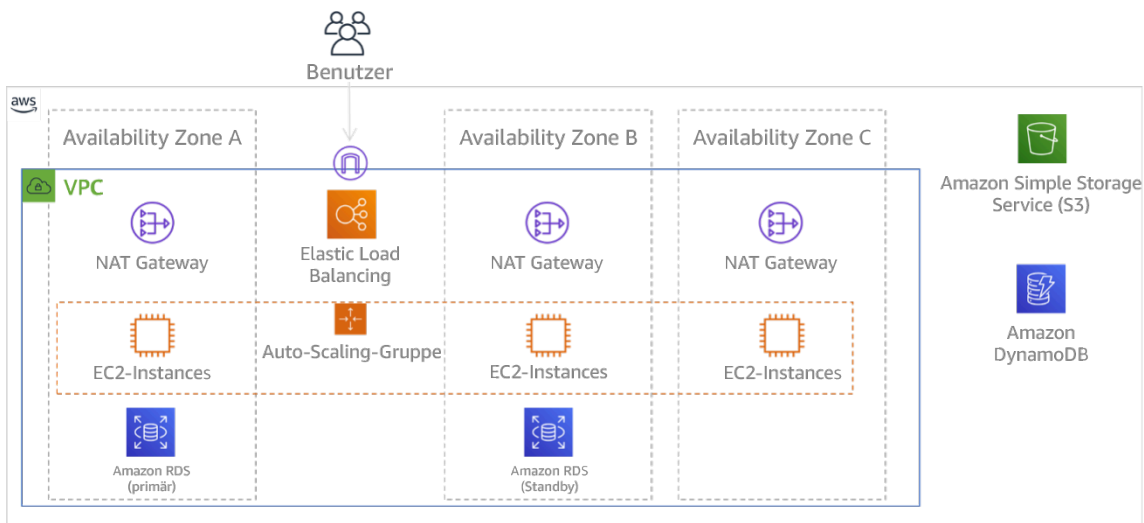 Benutzer
aws
Availability Zone A
Availability Zone B
Availability Zone C
VPC
NAT Gateway
Elastic Load
Balancing
NAT Gateway
NAT Gateway
Auto-Scaling-Gruppe
EC2-Instances
EC2-Instances
EC2-Instances
Amazon RDS
(primär)
Amazon RDS
(Standby)
Amazon Simple Storage
Service (S3)
Amazon
DynamoDB